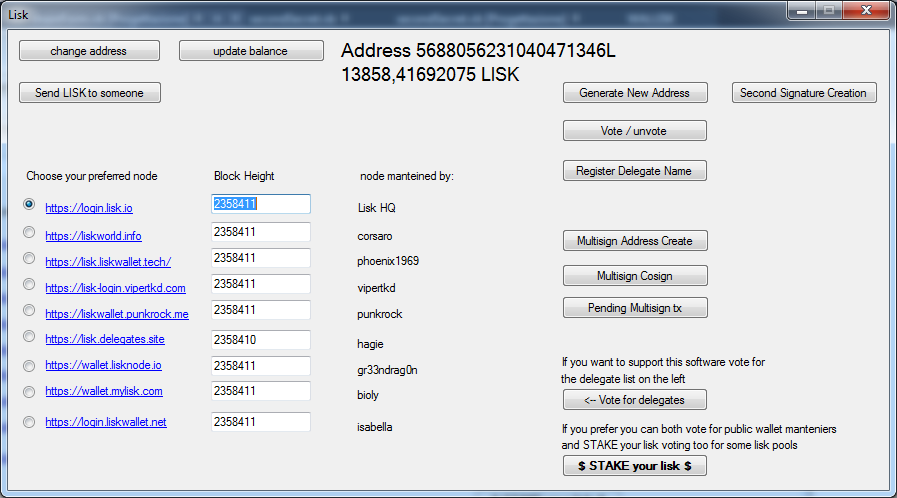 Lisk
change address
update balance
Address 5688056231040471346L
13858,41692075 LISK
Send LISK to someone
Generate New Address
Second Signature Creation
Vote / unvote
Register Delegate Name
Choose your preferred node
Block Height
node manteined by:
https://login.lisk.io
2358411
Lisk HQ
https://liskworld.info
2358411
corsaro
https://lisk.liskwallet.tech/
2358411
phoenix1969
https://lisk-login.vipertkd.com
2358411
vipertkd
https://liskwallet.punkrock.me
2358411
punkrock
https://lisk.delegates.site
2358410
hagie
https://wallet.lisknode.io
2358411
gr33ndrag0n
https://wallet.mylisk.com
2358411
bioly
https://login.liskwallet.net
2358411
isabella
Multisign Address Create
Multisign Cosign
Pending Multisign tx
If you want to support this software vote for
the delegate list on the left
<-- Vote for delegates
If you prefer you can both vote for public wallet manteniers
and STAKE your lisk voting too for some lisk pools
$ STAKE your lisk $